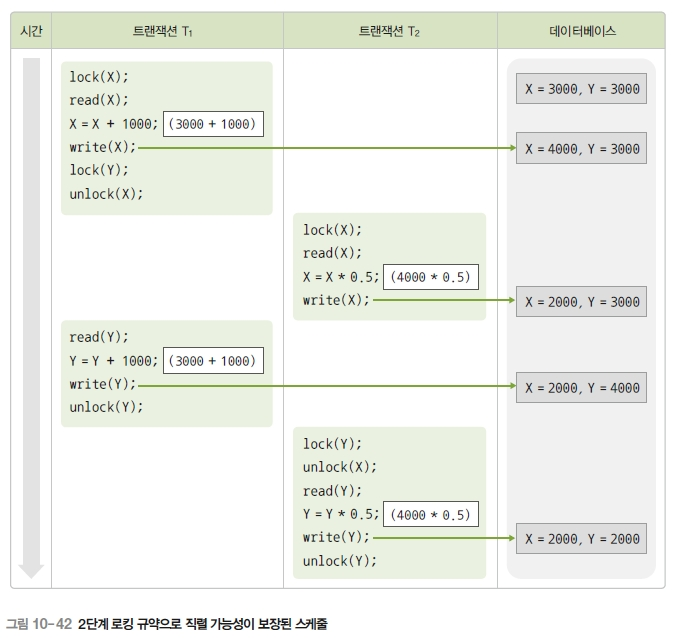 시간 트랜잭션 T1 트랜잭션 T2 데이터베이스
lock(X);
read(X);
X = X + 1000; (3000 + 1000)
write(X);
lock(Y);
unlock(X);
X = 3000, Y = 3000
X = 4000, Y = 3000
lock(X);
read(X);
X = X * 0.5; (4000 * 0.5)
write(X);
X = 2000, Y = 3000
read(Y);
Y = Y + 1000; (3000 + 1000)
write(Y);
unlock(Y);
X = 2000, Y = 4000
lock(Y);
unlock(X);
read(Y);
Y = Y * 0.5; (4000 * 0.5)
write(Y);
unlock(Y);
X = 2000, Y = 2000
그림 10-42 2단계 로킹 규약으로 직렬 가능성이 보장된 스케줄